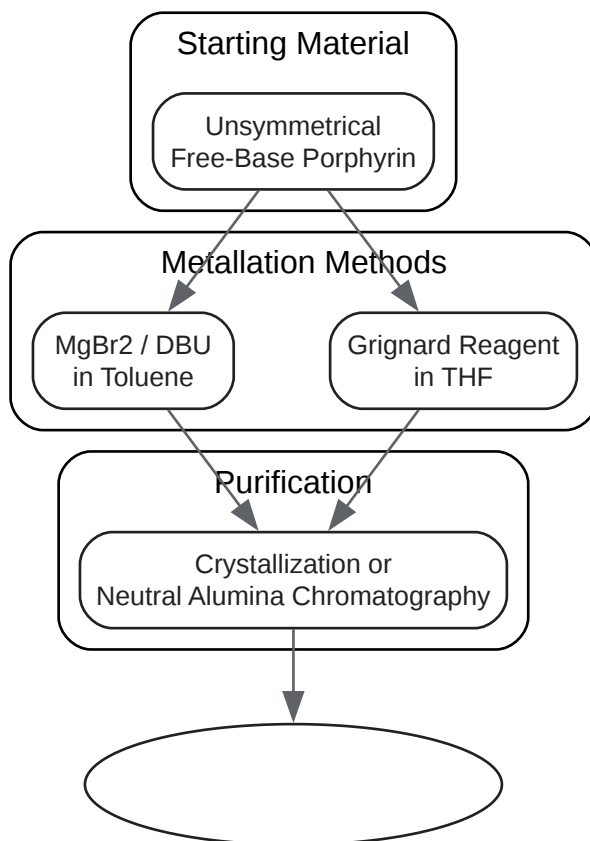 Starting Material
Unsymmetrical
Free-Base Porphyrin
Metallation Methods
MgBr2 / DBU
in Toluene
Grignard Reagent
in THF
Purification
Crystallization or
Neutral Alumina Chromatography